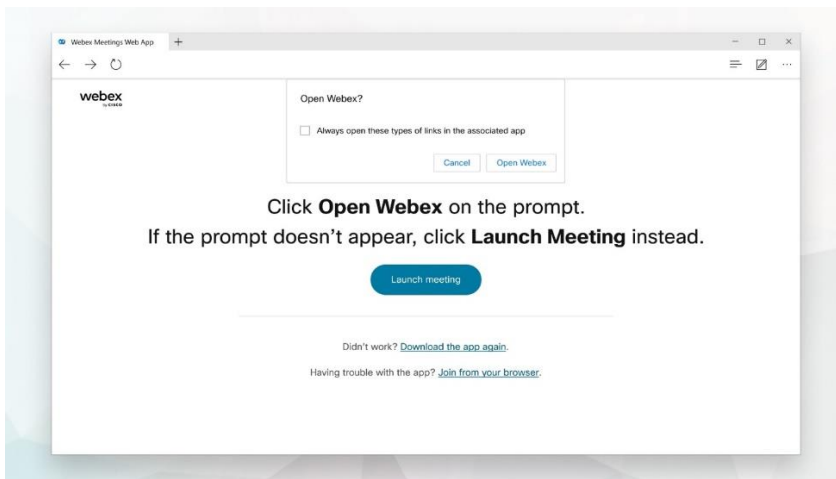 Webex Meetings Web App
webex
by CISCO
Open Webex?
Always open these types of links in the associated app
Cancel
Open Webex
Click Open Webex on the prompt.
If the prompt doesn't appear, click Launch Meeting instead.
Launch meeting
Didn't work? Download the app again.
Having trouble with the app? Join from your browser.